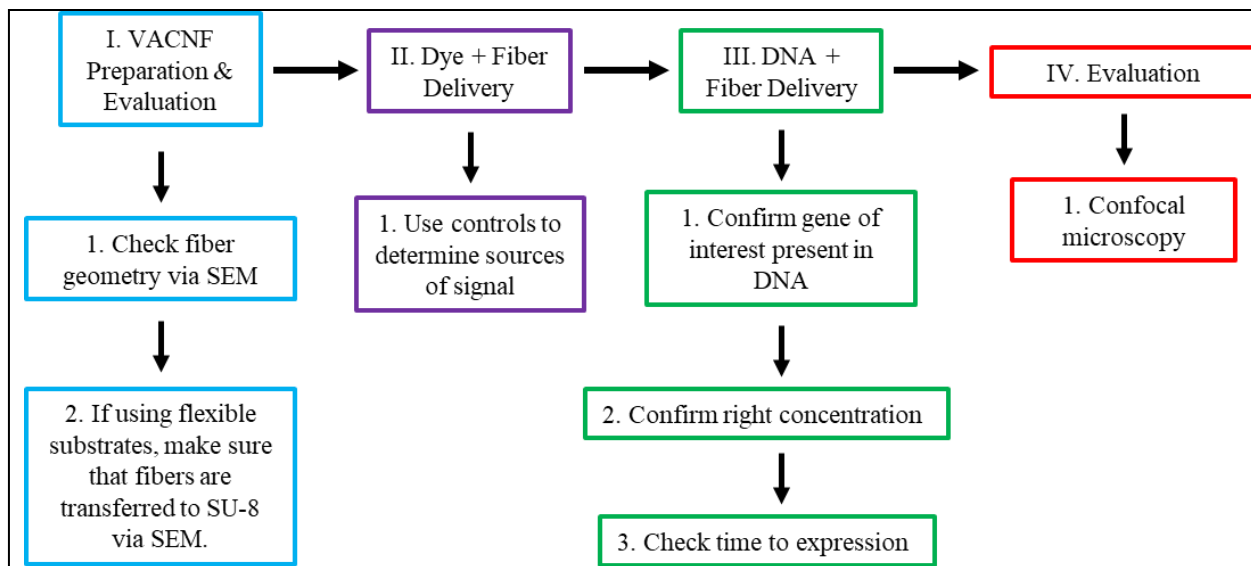 I. VACNF
Preparation &
Evaluation
II. Dye + Fiber
Delivery
III. DNA +
Fiber Delivery
IV. Evaluation
1. Check fiber
geometry via SEM
2. If using flexible
substrates, make sure
that fibers are
transferred to SU-8
via SEM.
1. Use controls to
determine sources
of signal
1. Confirm gene of
interest present in
DNA
2. Confirm right concentration
3. Check time to expression
1. Confocal
microscopy